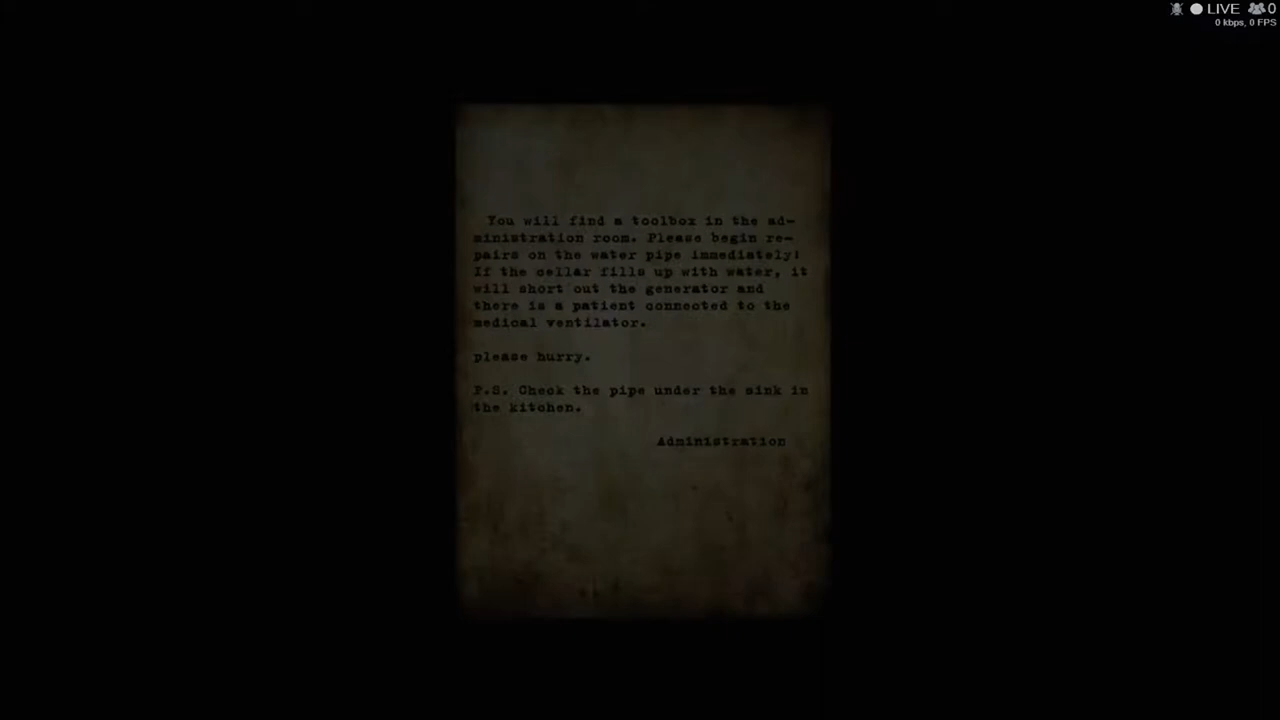 LIVE 0
0 kbps, 0 FPS
You will find a toolbox in the ad-
ministration room. Please begin re-
pairs on the water pipe immediately!
If the cellar fills up with water, it
will short out the generator and
there is a patient connected to the
medical ventilator.
please hurry.
P.S. Check the pipe under the sink in
the kitchen.
Administration